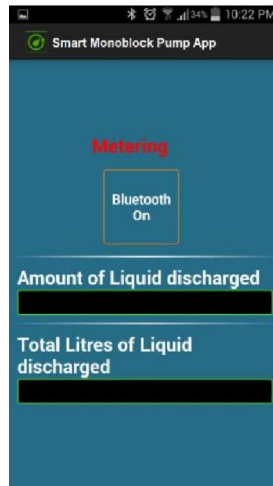 34% 10:22 PM
Smart Monoblock Pump App
Metering
Bluetooth
On
Amount of Liquid discharged
Total Litres of Liquid
discharged